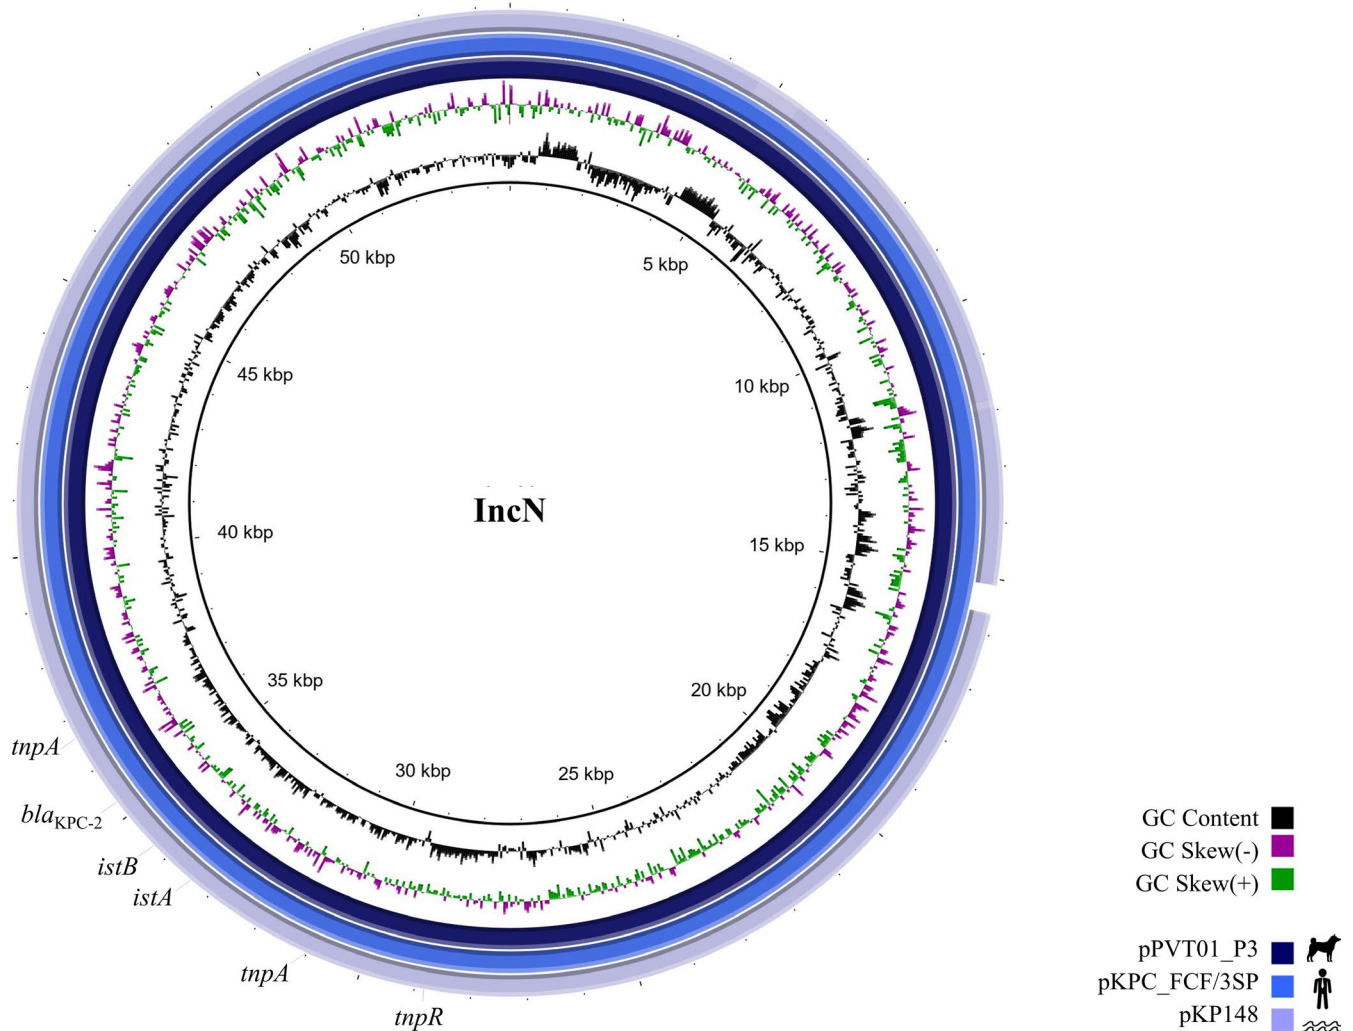 50 kbp
5 kbp
45 kbp
10 kbp
IncN
40 kbp
15 kbp
35 kbp
20 kbp
30 kbp
25 kbp
tnpA
blaKPC-2
istB
istA
tnpA
tnpR
GC Content
GC Skew(-)
GC Skew(+)
pPVT01_P3
pKPC_FCF/3SP
pKP148